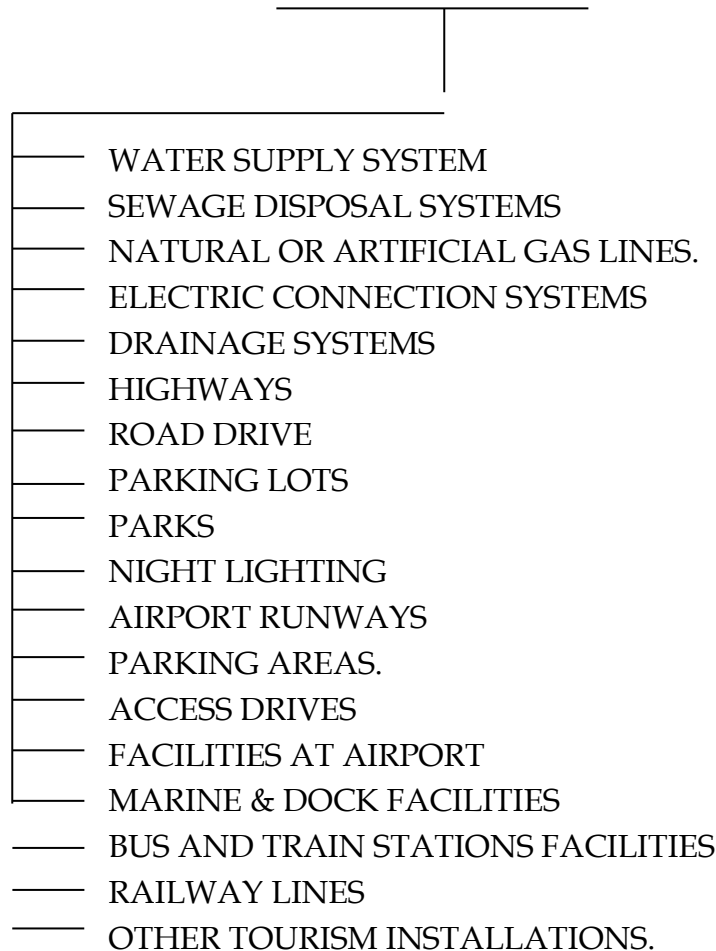 WATER SUPPLY SYSTEM
SEWAGE DISPOSAL SYSTEMS
NATURAL OR ARTIFICIAL GAS LINES.
ELECTRIC CONNECTION SYSTEMS
DRAINAGE SYSTEMS
HIGHWAYS
ROAD DRIVE
PARKING LOTS
PARKS
NIGHT LIGHTING
AIRPORT RUNWAYS
PARKING AREAS.
ACCESS DRIVES
FACILITIES AT AIRPORT
MARINE & DOCK FACILITIES
BUS AND TRAIN STATIONS FACILITIES
RAILWAY LINES
OTHER TOURISM INSTALLATIONS.